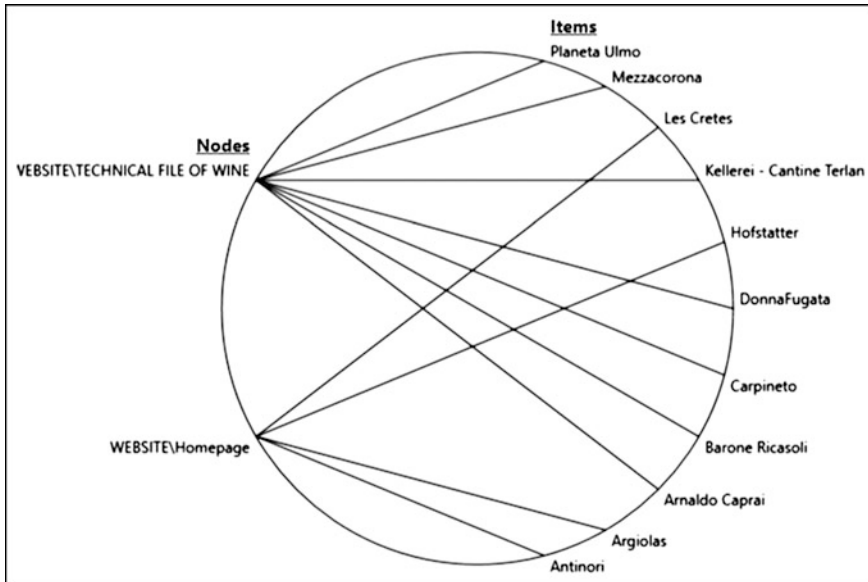 Items
Planeta Ulmo
Mezzacorona
Les Cretes
Nodes
VEBSITE\TECHNICAL FILE OF WINE
Kellerei - Cantine Terlan
Hofstatter
DonnaFugata
Carpineto
WEBSITE\Homepage
Barone Ricasoli
Arnaldo Caprai
Argiolas
Antinori